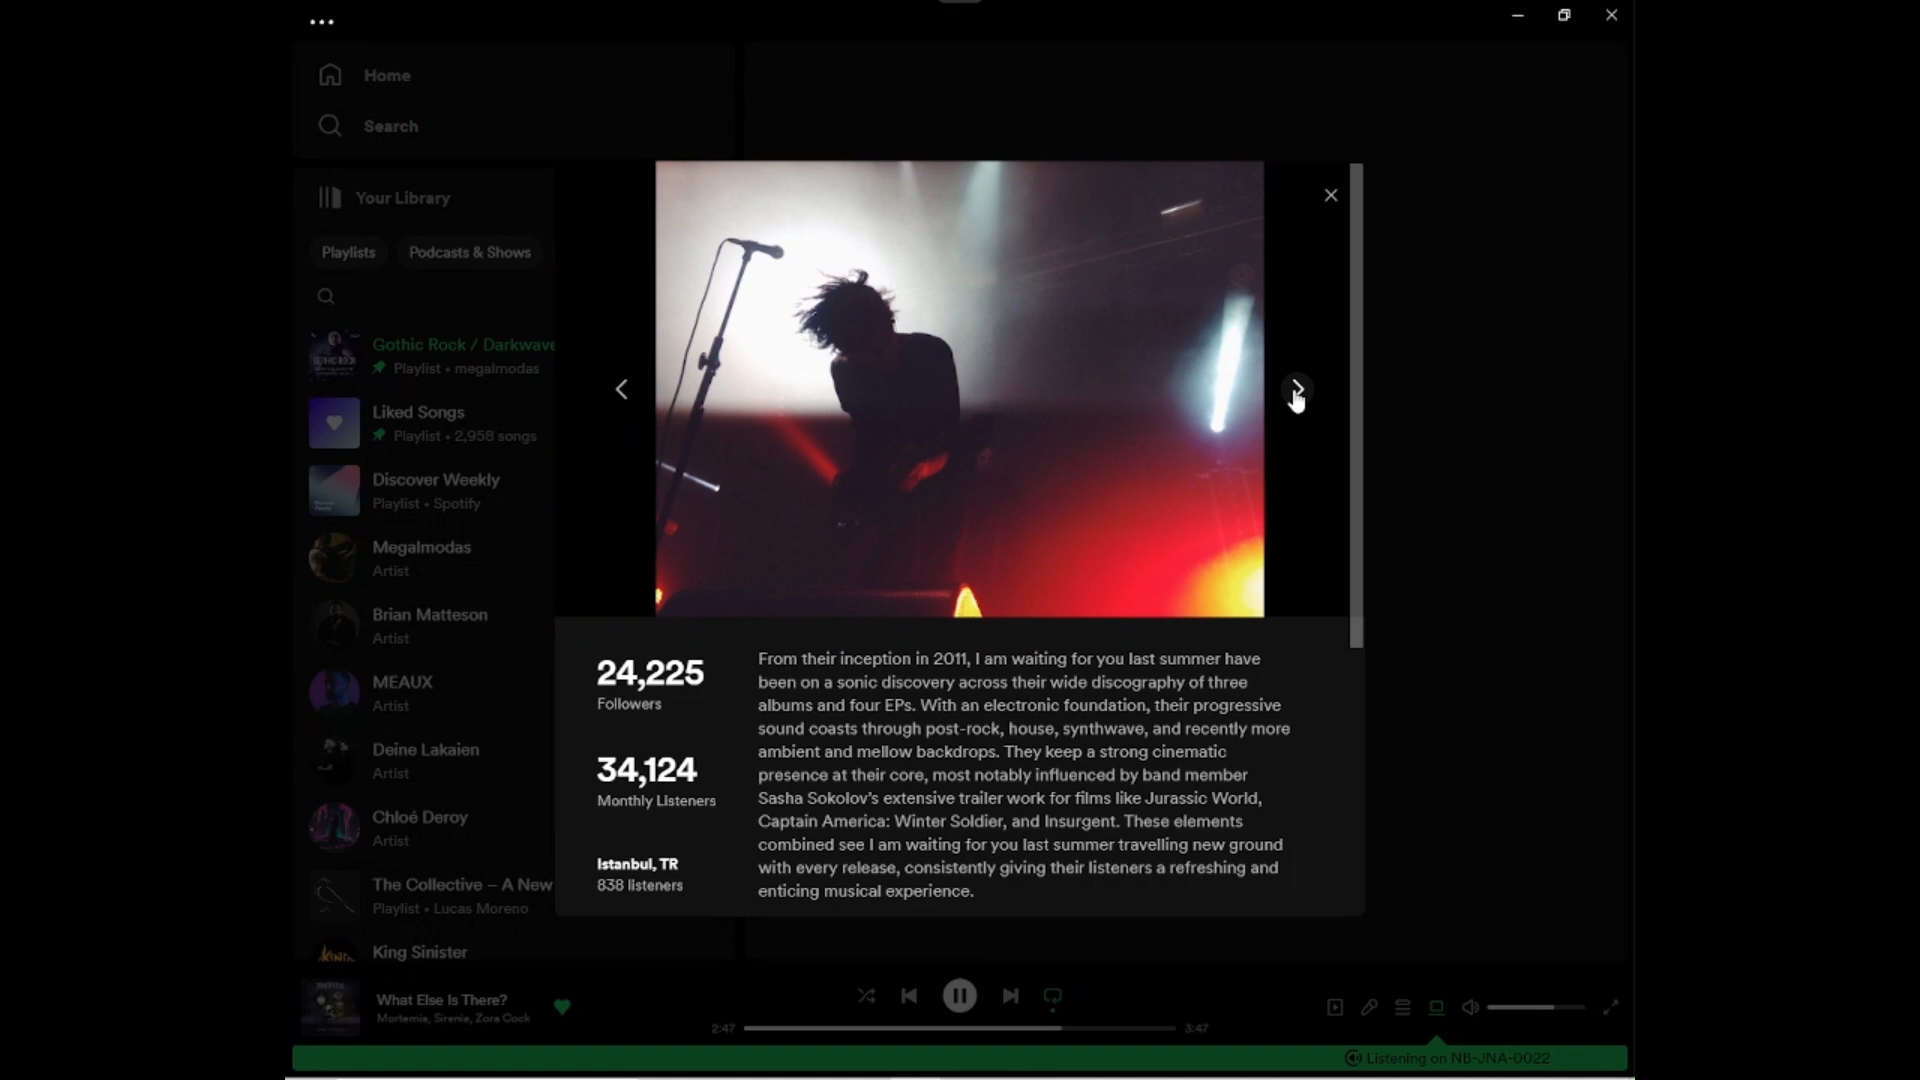 Home
Search
Your Library
Playlists
Podcasts & Shows
Gothic Rock / Darkwave
Playlist • megalmodas
Liked Songs
Playlist • 2,958 songs
Discover Weekly
Playlist • Spotify
Megalmodas
Artist
Brian Matteson
Artist
MEAUX
Artist
Deine Lakaien
Artist
Chloé Deroy
Artist
The Collective – A New
Playlist • Lucas Moreno
King Sinister
24,225
Followers
34,124
Monthly Listeners
Istanbul, TR
838 listeners
From their inception in 2011, I am waiting for you last summer have
been on a sonic discovery across their wide discography of three
albums and four EPs. With an electronic foundation, their progressive
sound coasts through post-rock, house, synthwave, and recently more
ambient and mellow backdrops. They keep a strong cinematic
presence at their core, most notably influenced by band member
Sasha Sokolov's extensive trailer work for films like Jurassic World,
Captain America: Winter Soldier, and Insurgent. These elements
combined see I am waiting for you last summer travelling new ground
with every release, consistently giving their listeners a refreshing and
enticing musical experience.
What Else Is There?
Mortemia, Sirenia, Zora Cock
2:47
3:47
Listening on NB-JNA-0022